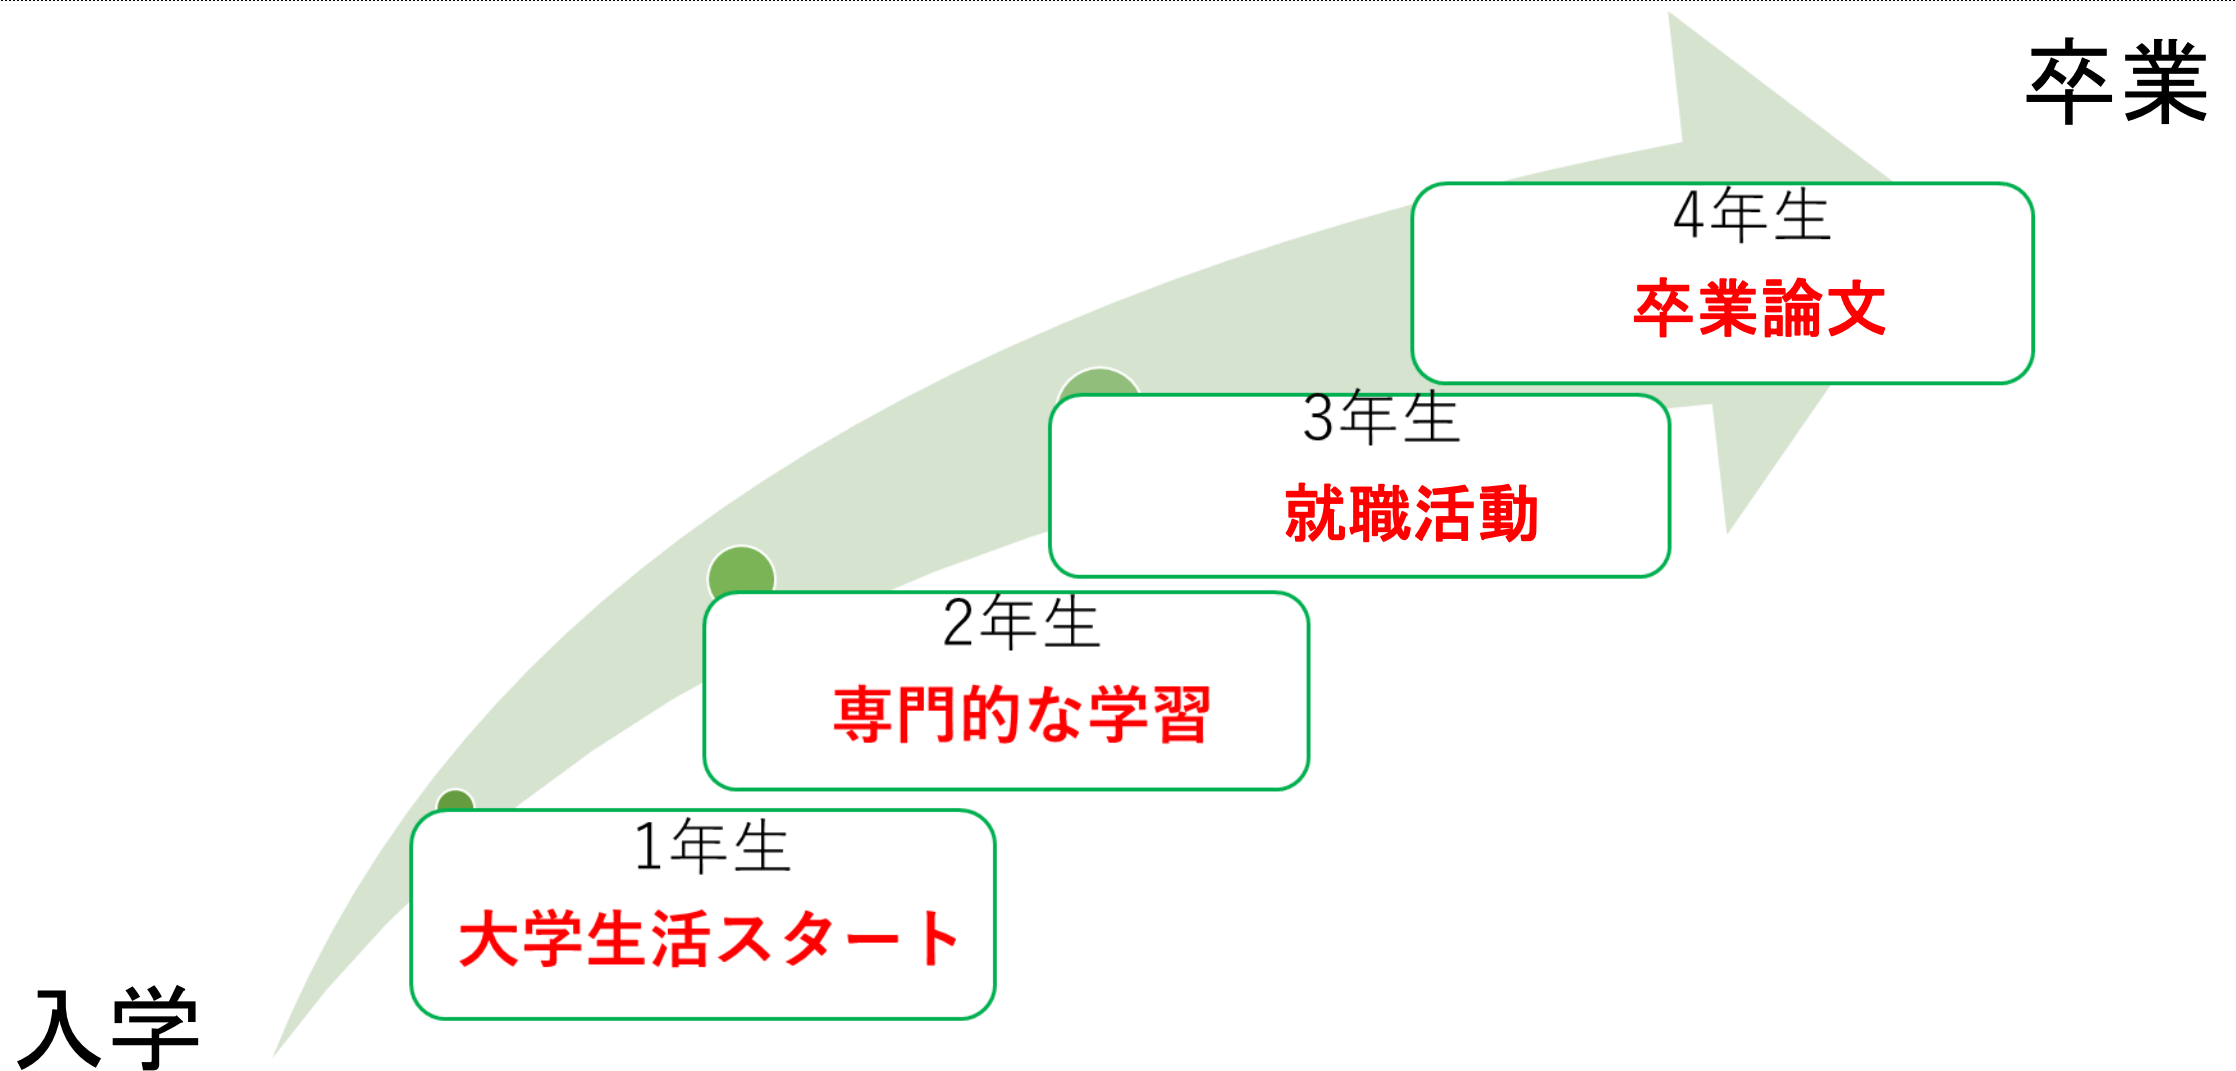 卒業
4年生
卒業論文
3年生
就職活動
2年生
専門的な学習
1年生
大学生活スタート
入学